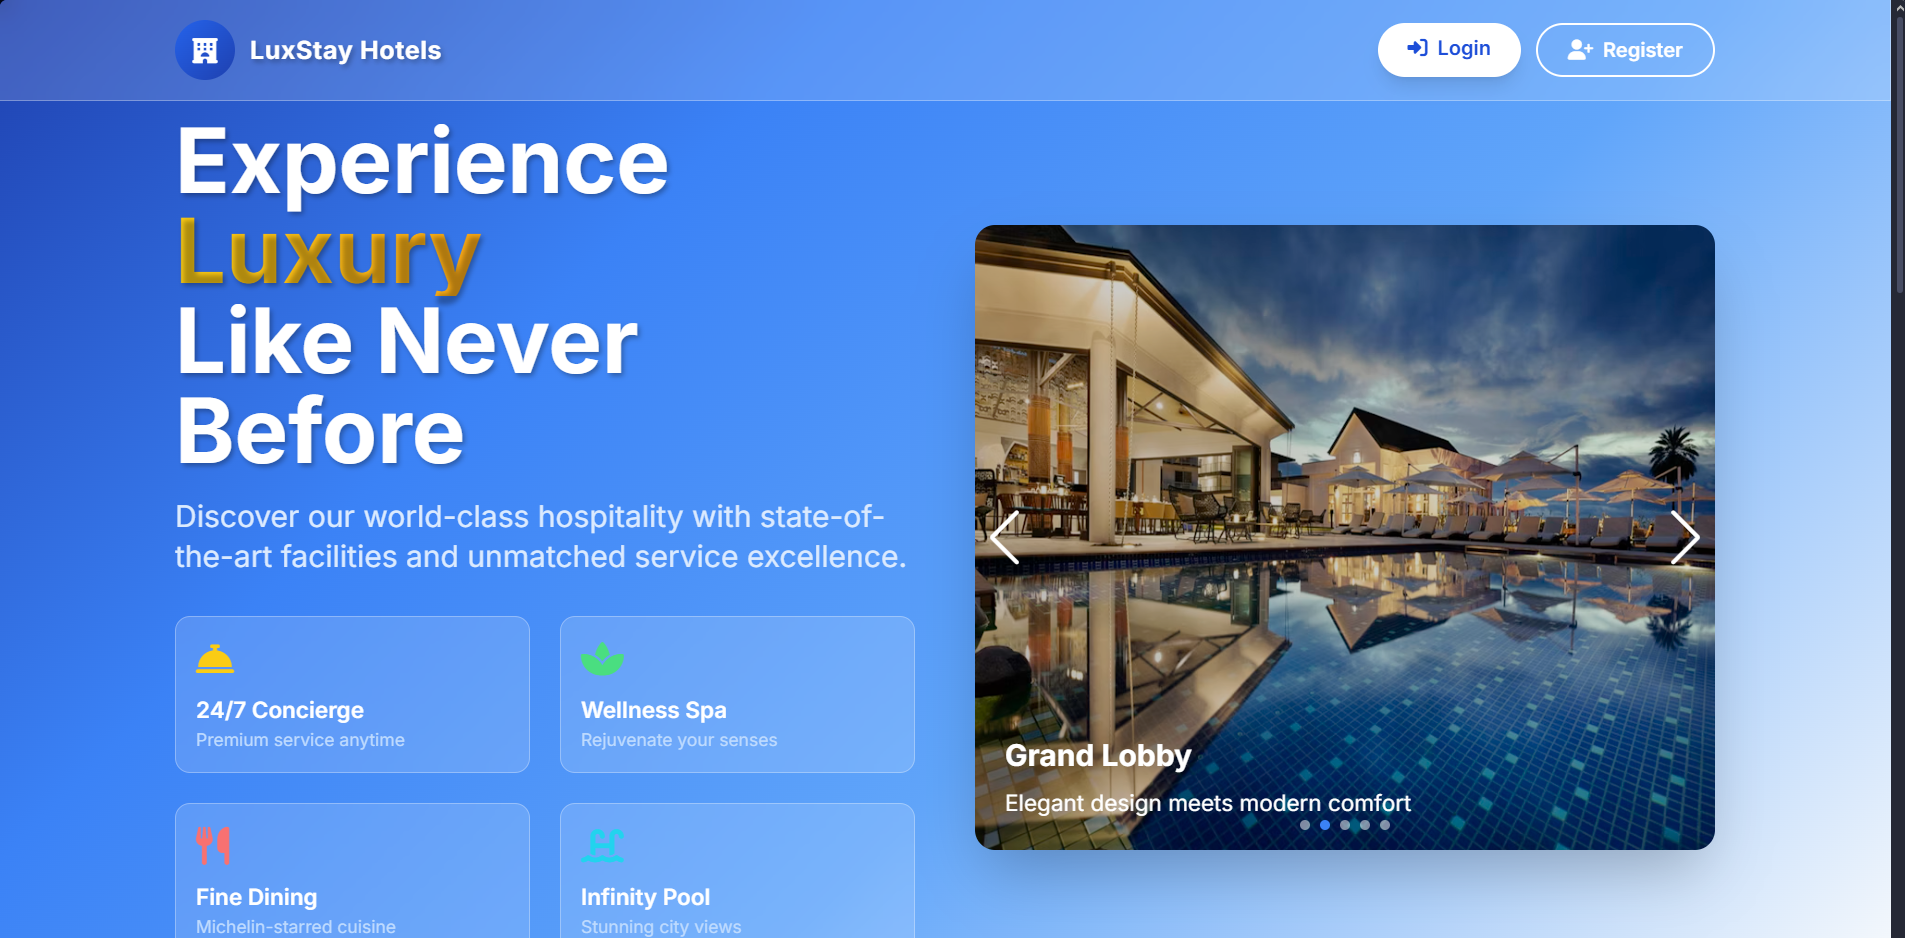 LuxStay Hotels
Login
Register
Experience
Luxury
Like Never
Before
Discover our world-class hospitality with state-of-
the-art facilities and unmatched service excellence.
24/7 Concierge
Premium service anytime
Wellness Spa
Rejuvenate your senses
Fine Dining
Michelin-starred cuisine
Infinity Pool
Stunning city views
Grand Lobby
Elegant design meets modern comfort